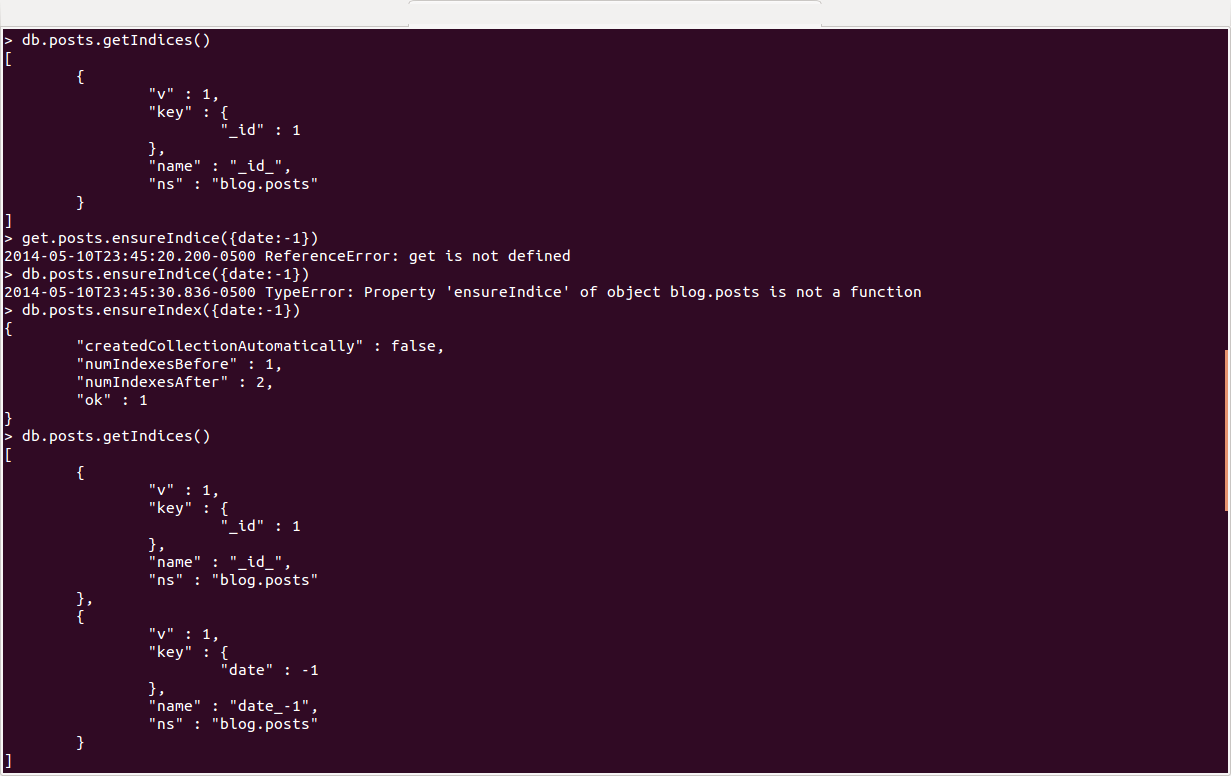 > db.posts.getIndices()
[
        {
                "v" : 1,
                "key" : {
                        "_id" : 1
                },
                "name" : "_id_",
                "ns" : "blog.posts"
        }
]
> get.posts.ensureIndice({date:-1})
2014-05-10T23:45:20.200-0500 ReferenceError: get is not defined
> db.posts.ensureIndice({date:-1})
2014-05-10T23:45:30.836-0500 TypeError: Property 'ensureIndice' of object blog.posts is not a function
> db.posts.ensureIndex({date:-1})
{
        "createdCollectionAutomatically" : false,
        "numIndexesBefore" : 1,
        "numIndexesAfter" : 2,
        "ok" : 1
}
> db.posts.getIndices()
[
        {
                "v" : 1,
                "key" : {
                        "_id" : 1
                },
                "name" : "_id_",
                "ns" : "blog.posts"
        },
        {
                "v" : 1,
                "key" : {
                        "date" : -1
                },
                "name" : "date_-1",
                "ns" : "blog.posts"
        }
]